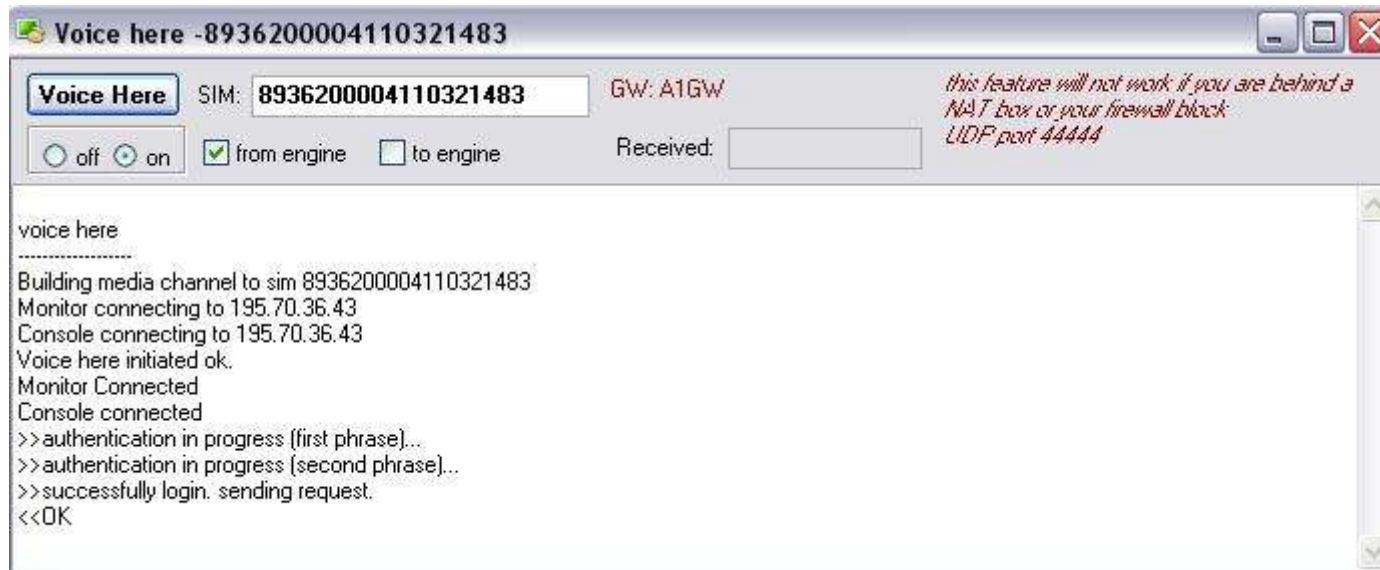 Voice here -8936200004110321483
Voice Here SIM: 8936200004110321483 GW: A1GW
this feature will not work if you are behind a
NAT box or your firewall block
UDP port 44444
off on from engine to engine Received:
voice here
-------------------
Building media channel to sim 8936200004110321483
Monitor connecting to 195.70.36.43
Console connecting to 195.70.36.43
Voice here initiated ok.
Monitor Connected
Console connected
>>authentication in progress (first phrase)...
>>authentication in progress (second phrase)...
>>successfully login. sending request.
<<OK